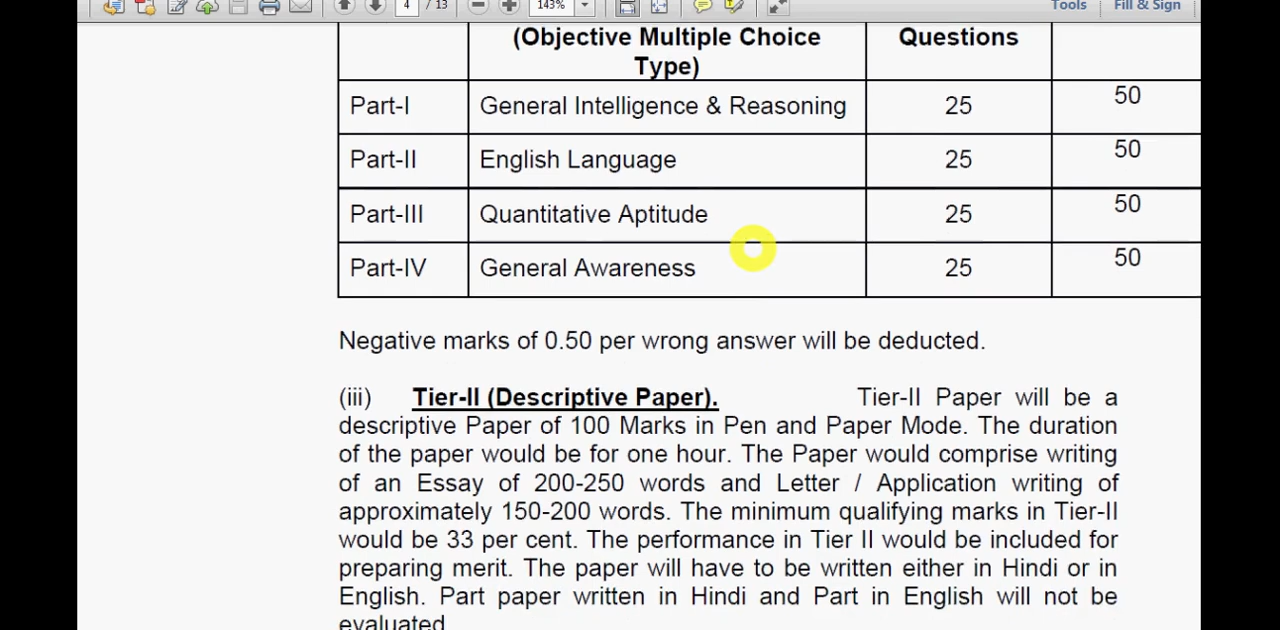 4 / 13 143% Tools Fill & Sign
(Objective Multiple Choice Type) Questions
Part-I General Intelligence & Reasoning 25 50
Part-II English Language 25 50
Part-III Quantitative Aptitude 25 50
Part-IV General Awareness 25 50
Negative marks of 0.50 per wrong answer will be deducted.
(iii) Tier-II (Descriptive Paper). Tier-II Paper will be a
descriptive Paper of 100 Marks in Pen and Paper Mode. The duration
of the paper would be for one hour. The Paper would comprise writing
of an Essay of 200-250 words and Letter / Application writing of
approximately 150-200 words. The minimum qualifying marks in Tier-II
would be 33 per cent. The performance in Tier II would be included for
preparing merit. The paper will have to be written either in Hindi or in
English. Part paper written in Hindi and Part in English will not be
evaluated